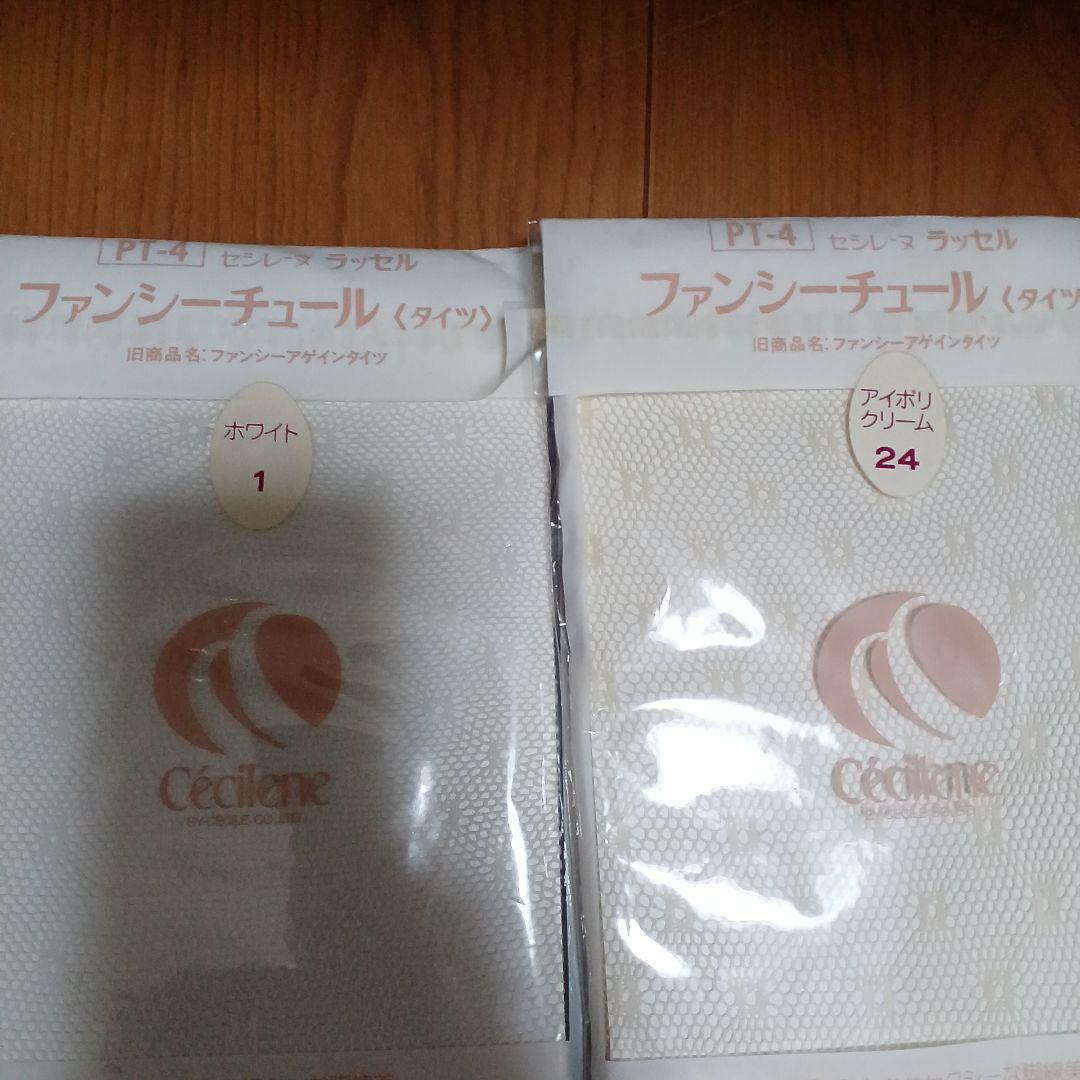 PT-4 セシレーヌ ラッセル
ファンシーチュール〈タイツ〉
旧商品名:ファンシーアゲインタイツ
ホワイト
1
Cécilene
BY CECILE CO.,LTD
PT-4 セシレーヌ ラッセル
ファンシーチュール〈タイツ
旧商品名:ファンシーアゲインタイツ
アイボリ
クリーム
24
Cécilene